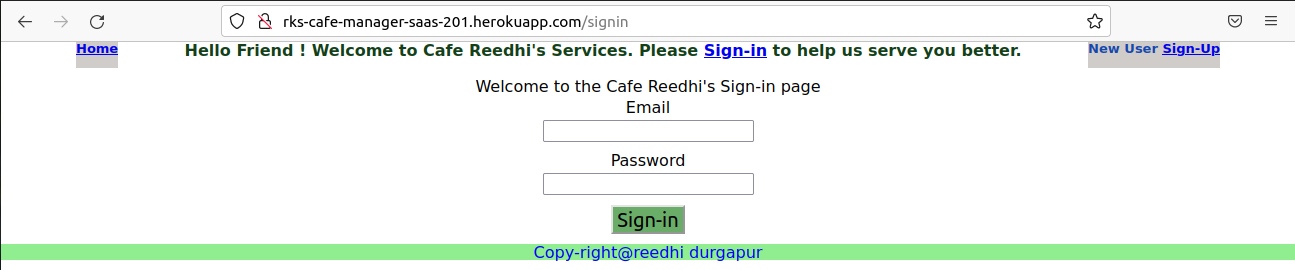 rks-cafe-manager-saas-201.herokuapp.com/signin
Home Hello Friend ! Welcome to Cafe Reedhi's Services. Please Sign-in to help us serve you better. New User Sign-Up
Welcome to the Cafe Reedhi's Sign-in page
Email
Password
Sign-in
Copy-right@reedhi durgapur